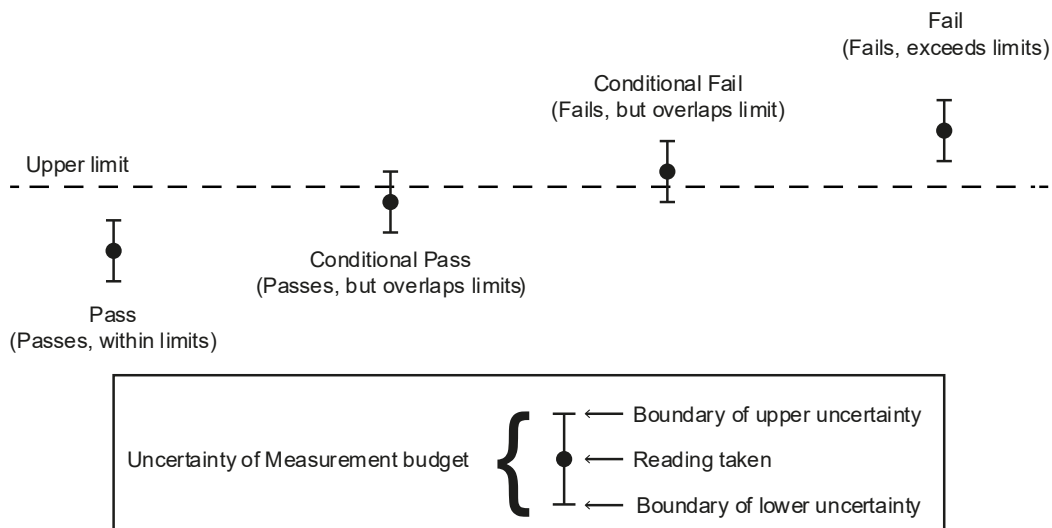 Fail
(Fails, exceeds limits)
Conditional Fail
(Fails, but overlaps limit)
Upper limit
Conditional Pass
(Passes, but overlaps limits)
Pass
(Passes, within limits)
Uncertainty of Measurement budget
Boundary of upper uncertainty
Reading taken
Boundary of lower uncertainty